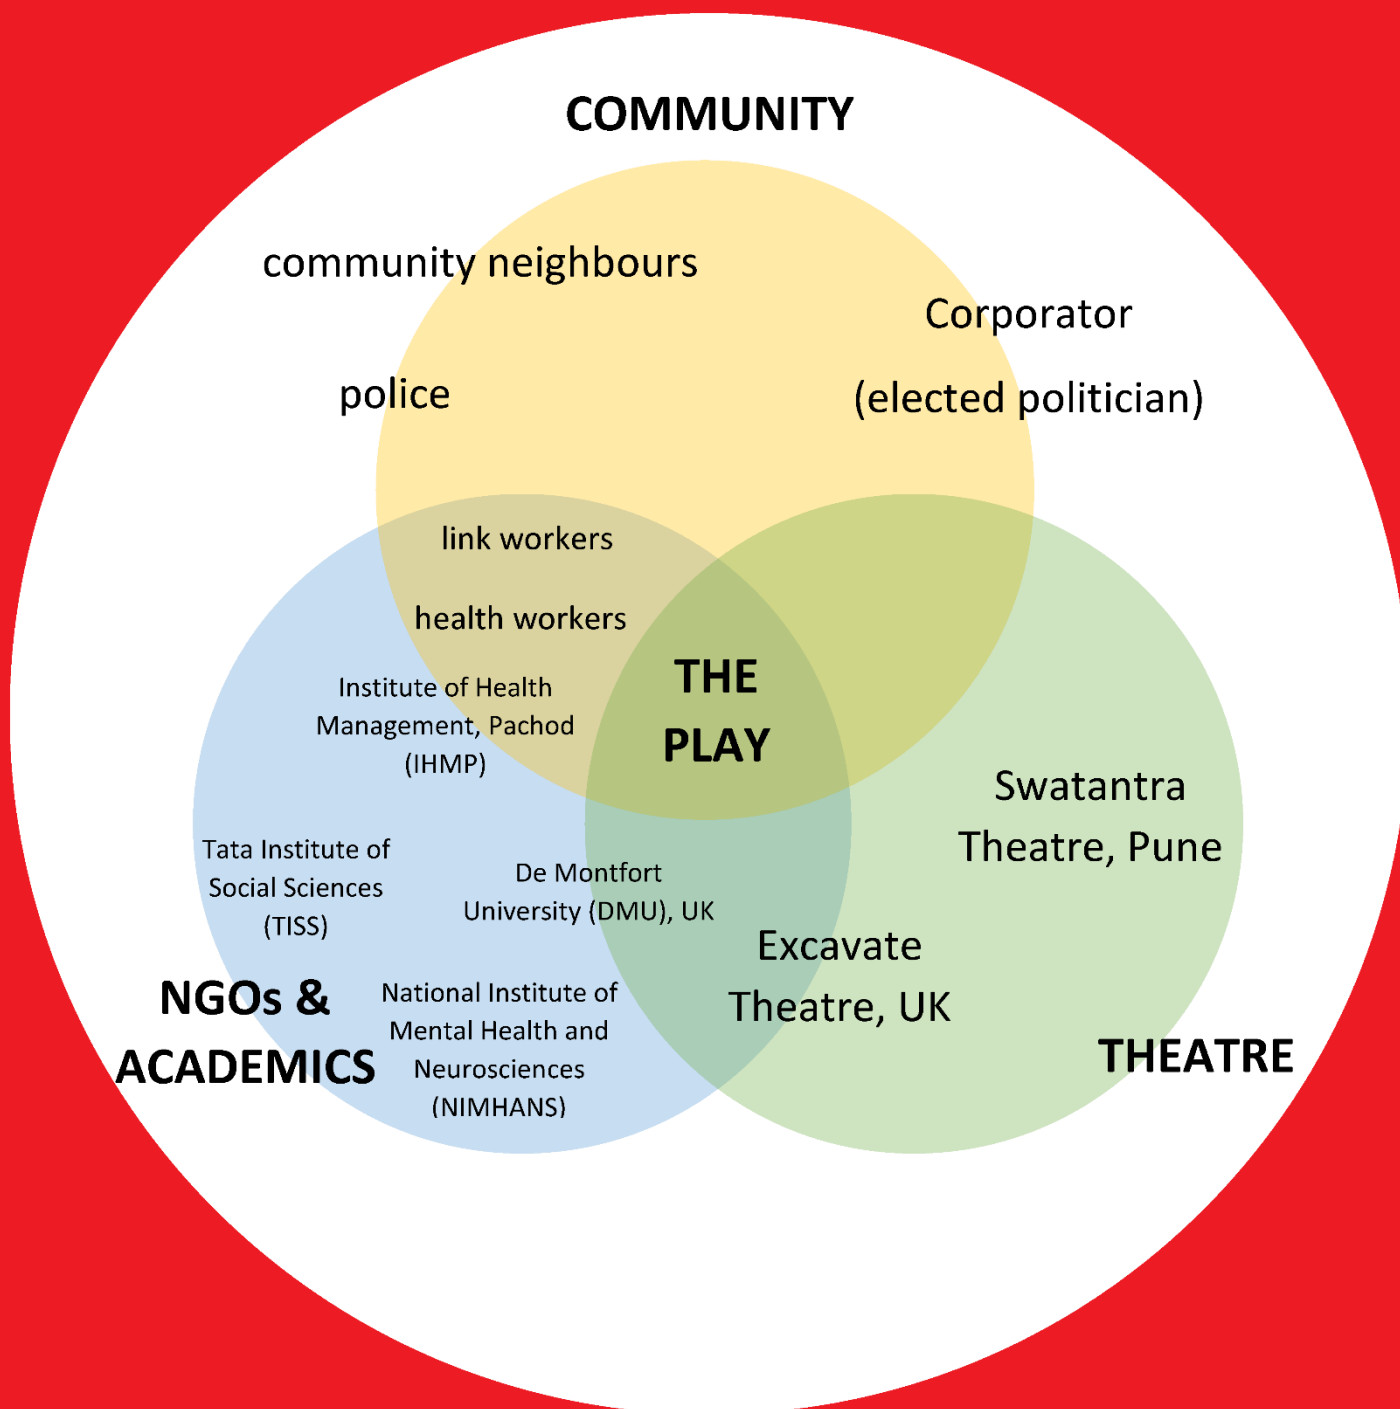 COMMUNITY
community neighbours
Corporator
(elected politician)
police
link workers
health workers
THE
PLAY
Institute of Health
Management, Pachod
(IHMP)
Swatantra
Theatre, Pune
Tata Institute of
Social Sciences
(TISS)
De Montfort
University (DMU), UK
Excavate
Theatre, UK
NGOs &
ACADEMICS
National Institute of
Mental Health and
Neurosciences
(NIMHANS)
THEATRE